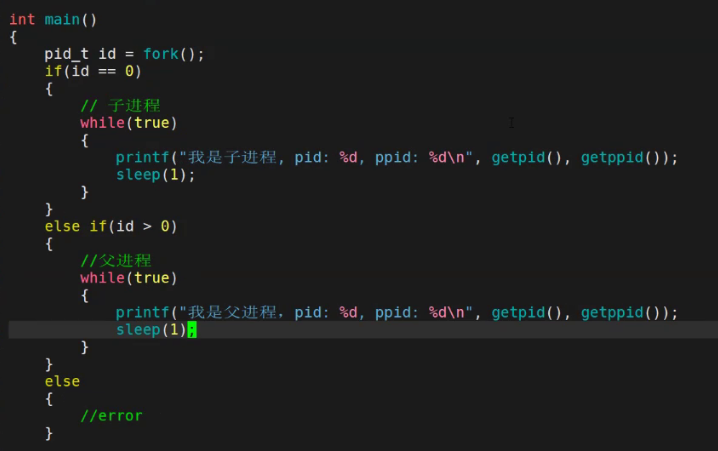 int main()
{
    pid_t id = fork();
    if(id == 0)
    {
        // 子进程
        while(true)
        {
            printf("我是子进程, pid: %d, ppid: %d\n", getpid(), getppid());
            sleep(1);
        }
    }
    else if(id > 0)
    {
        //父进程
        while(true)
        {
            printf("我是父进程, pid: %d, ppid: %d\n", getpid(), getppid());
            sleep(1);
        }
    }
    else
    {
        //error
    }